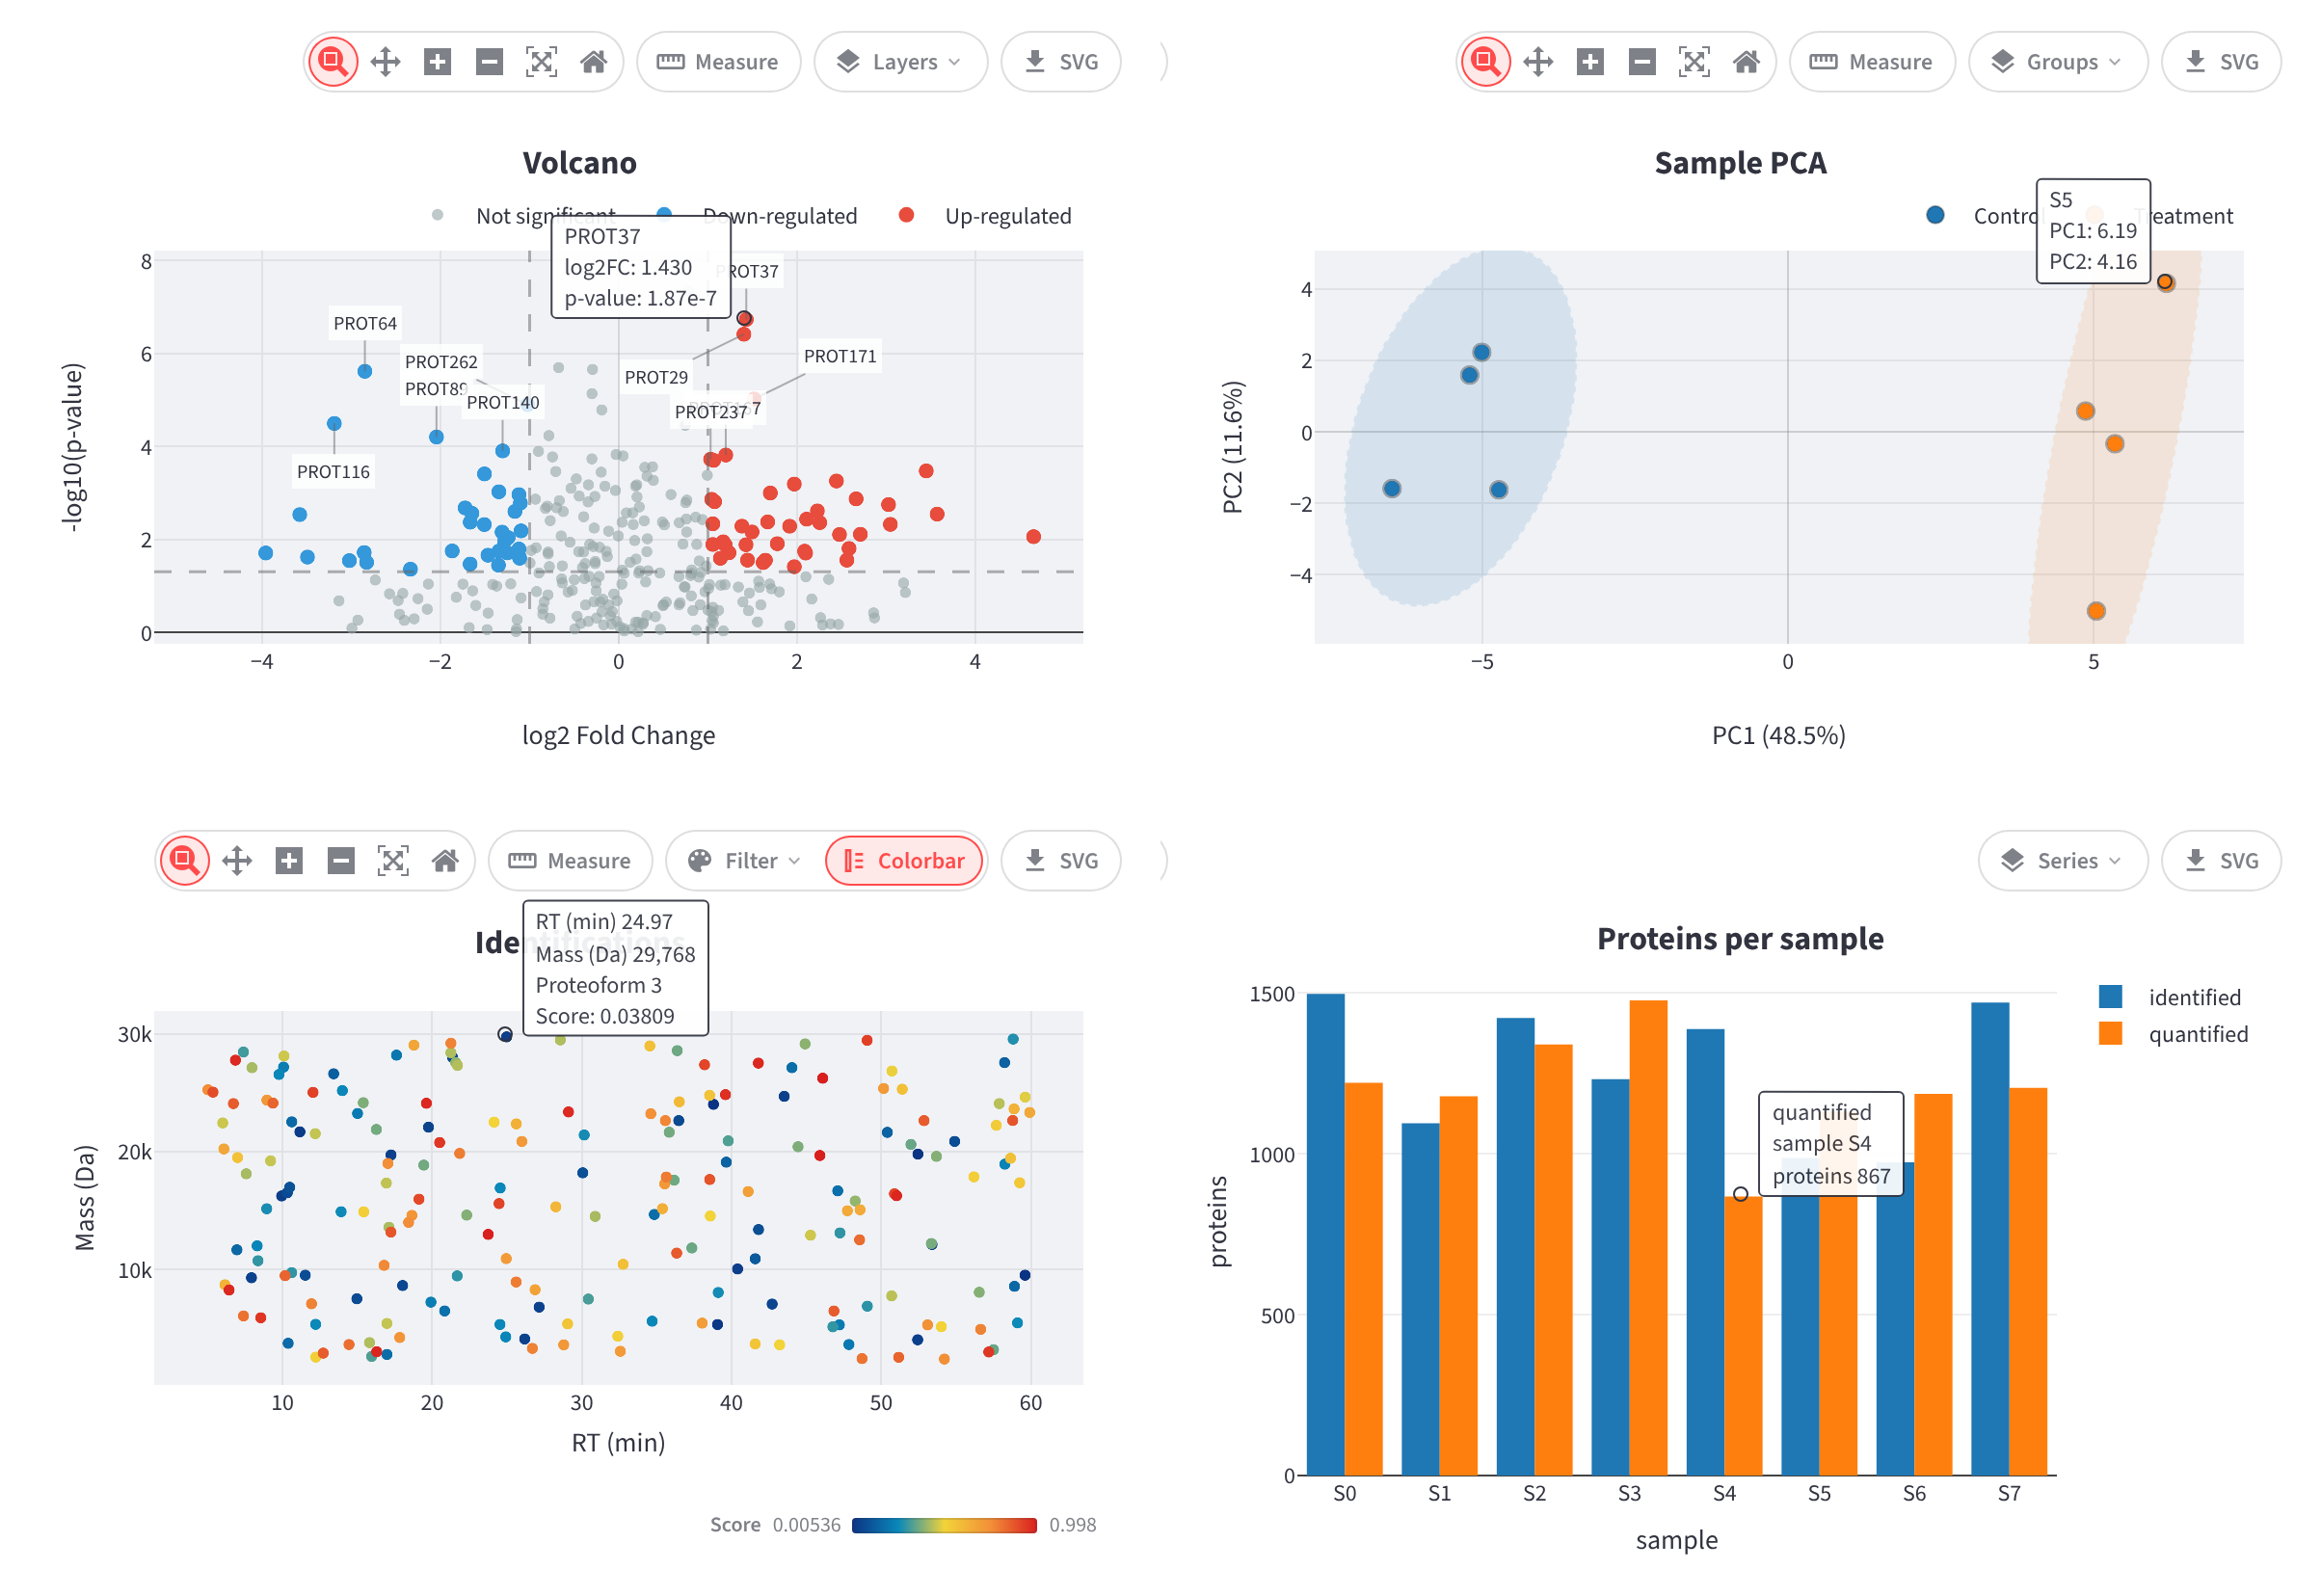 Measure
Layers
SVG
Measure
Groups
SVG
Volcano
Not significant
Down-regulated
Up-regulated
PROT37
log2FC: 1.430
p-value: 1.87e-7
PROT37
PROT64
PROT262
PROT89
PROT140
PROT116
PROT29
PROT171
PROT237
8
6
4
2
0
-log10(p-value)
−4
−2
0
2
4
log2 Fold Change
Sample PCA
Treatment
S5
PC1: 6.19
PC2: 4.16
4
2
0
−2
−4
PC2 (11.6%)
−5
0
5
PC1 (48.5%)
Measure
Filter
Colorbar
SVG
Series
SVG
Identifications
RT (min) 24.97
Mass (Da) 29,768
Proteoform 3
Score: 0.03809
30k
20k
10k
Mass (Da)
10
20
30
40
50
60
RT (min)
Score 0.00536
0.998
Proteins per sample
identified
quantified
quantified
sample S4
proteins 867
1500
1000
500
0
proteins
S0
S1
S2
S3
S4
S5
S6
S7
sample